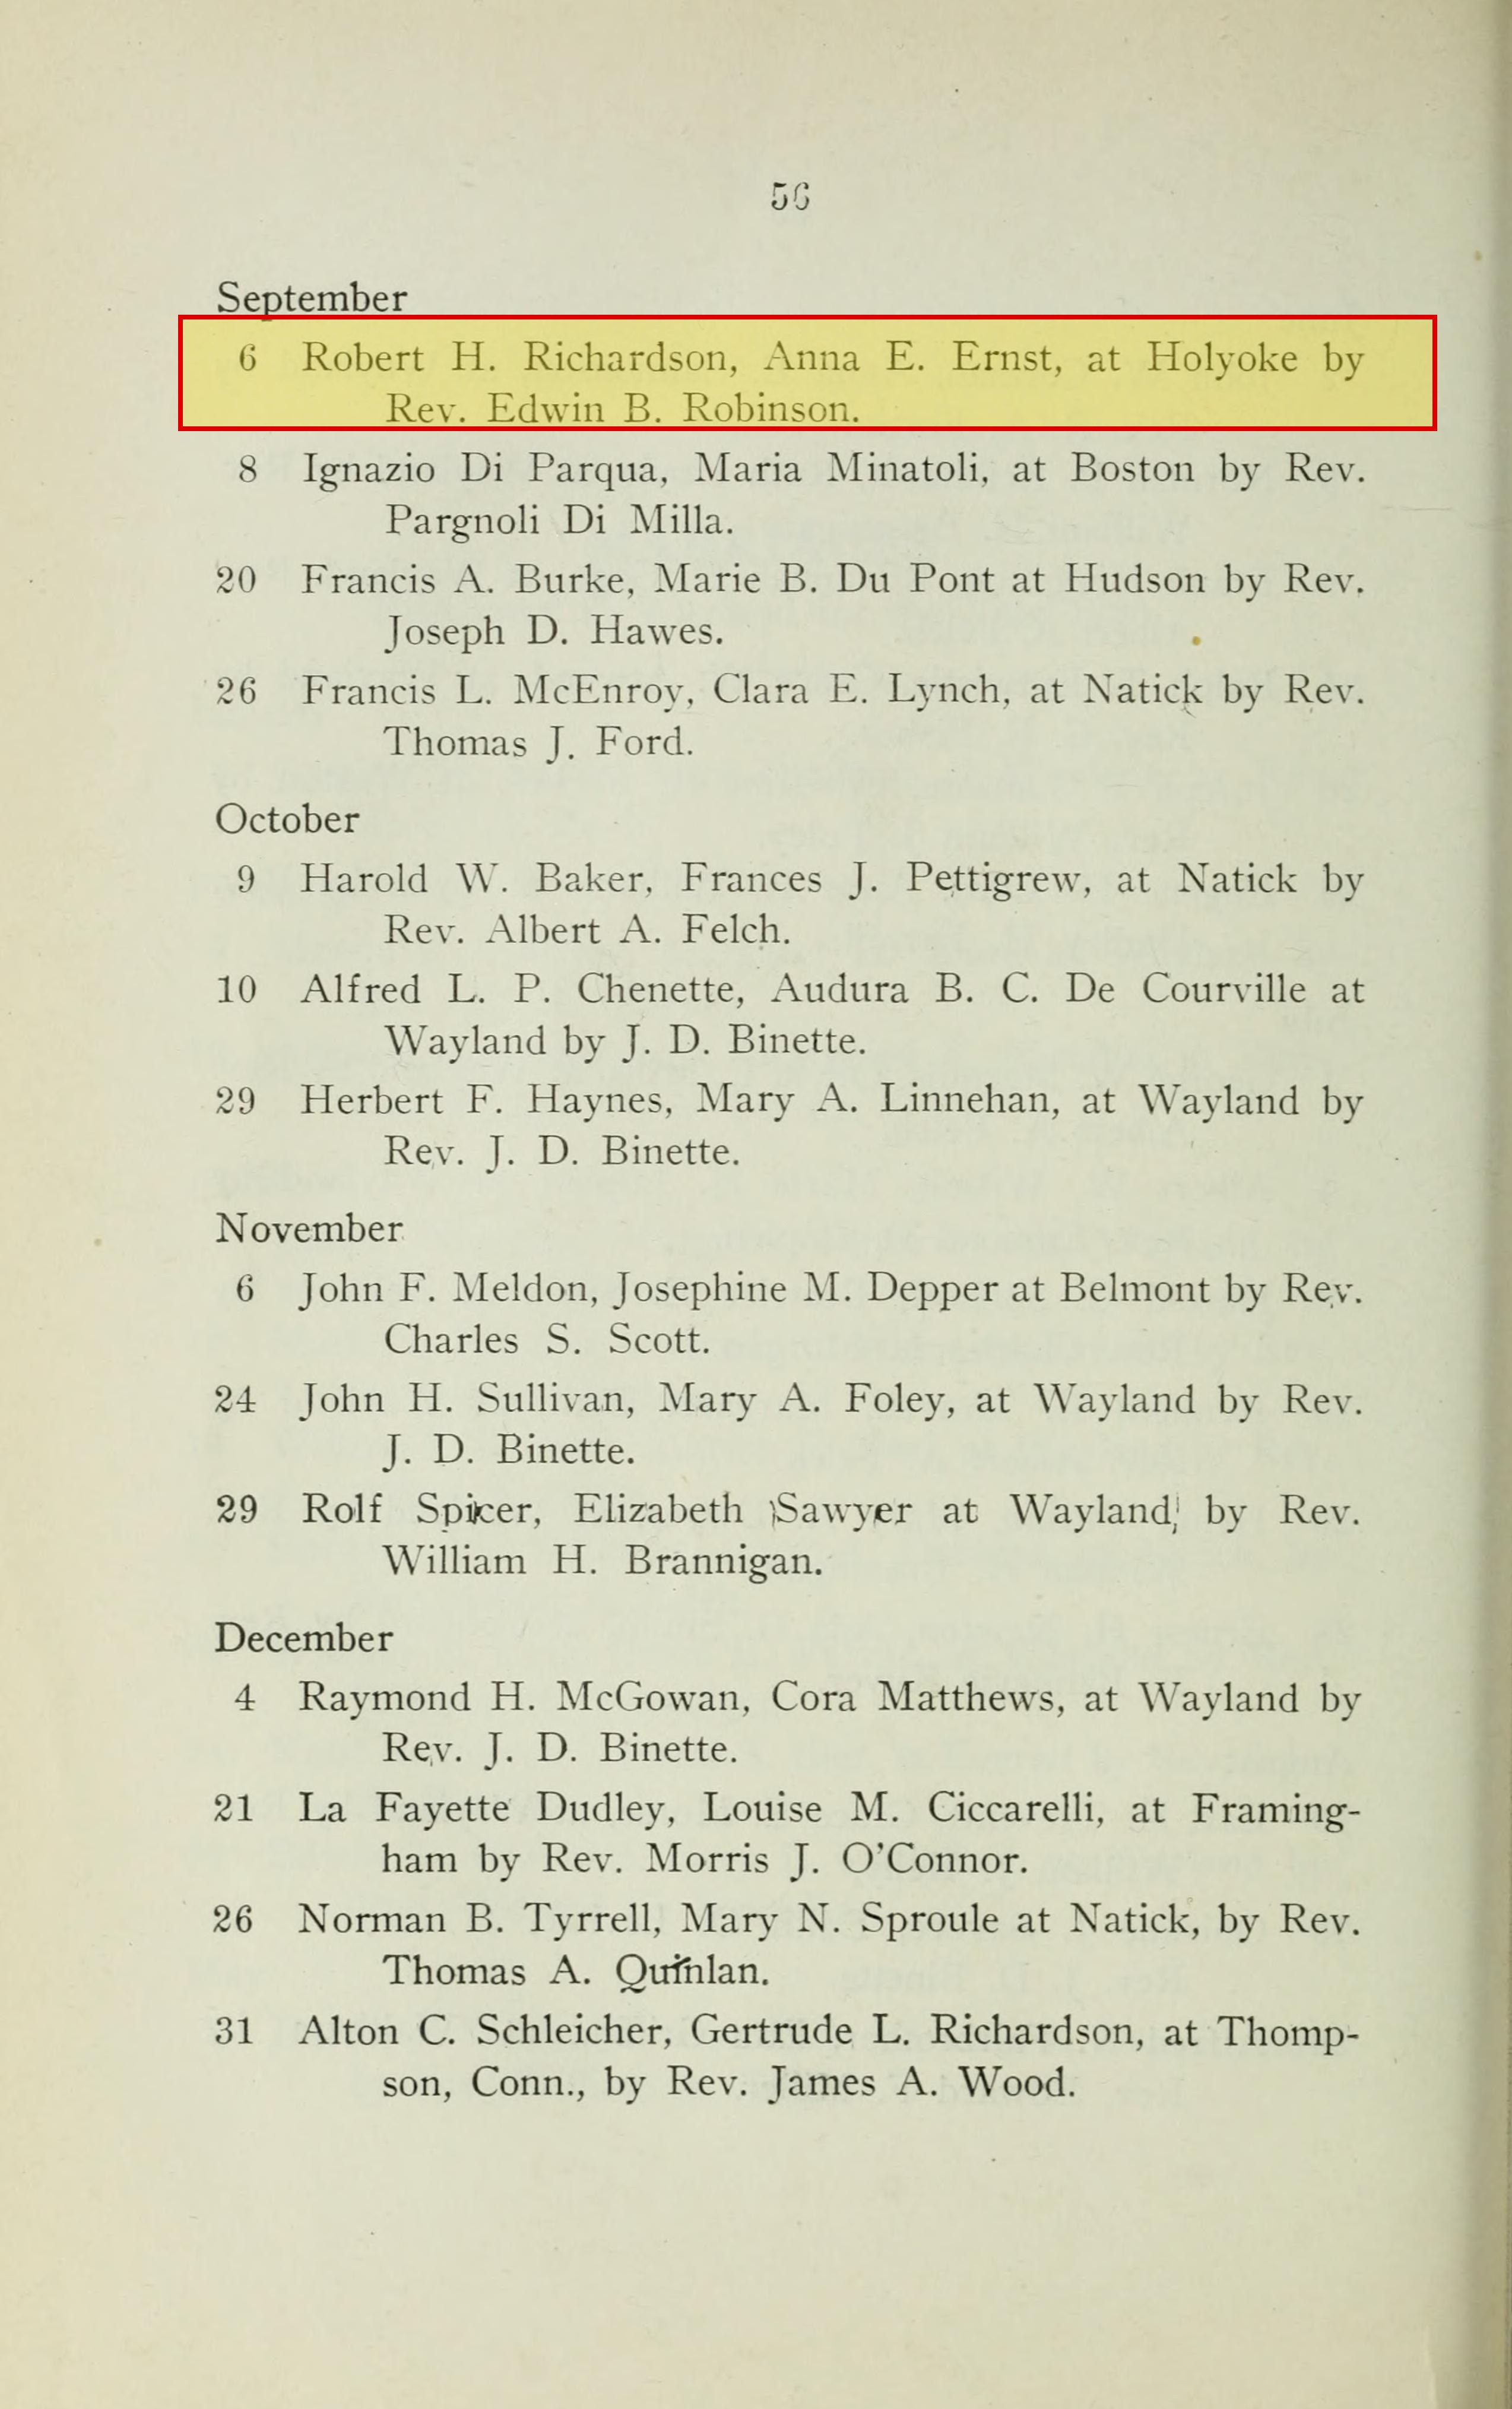 56
September
6 Robert H. Richardson, Anna E. Ernst, at Holyoke by
Rev. Edwin B. Robinson.
8 Ignazio Di Parqua, Maria Minatoli, at Boston by Rev.
Pargnoli Di Milla.
20 Francis A. Burke, Marie B. Du Pont at Hudson by Rev.
Joseph D. Hawes.
26 Francis L. McEnroy, Clara E. Lynch, at Natick by Rev.
Thomas J. Ford.
October
9 Harold W. Baker, Frances J. Pettigrew, at Natick by
Rev. Albert A. Felch.
10 Alfred L. P. Chenette, Audura B. C. De Courville at
Wayland by J. D. Binette.
29 Herbert F. Haynes, Mary A. Linnehan, at Wayland by
Rev. J. D. Binette.
November
6 John F. Meldon, Josephine M. Depper at Belmont by Rev.
Charles S. Scott.
24 John H. Sullivan, Mary A. Foley, at Wayland by Rev.
J. D. Binette.
29 Rolf Spicer, Elizabeth Sawyer at Wayland, by Rev.
William H. Brannigan.
December
4 Raymond H. McGowan, Cora Matthews, at Wayland by
Rev. J. D. Binette.
21 La Fayette Dudley, Louise M. Ciccarelli, at Framing-
ham by Rev. Morris J. O'Connor.
26 Norman B. Tyrrell, Mary N. Sproule at Natick, by Rev.
Thomas A. Quinlan.
31 Alton C. Schleicher, Gertrude L. Richardson, at Thomp-
son, Conn., by Rev. James A. Wood.